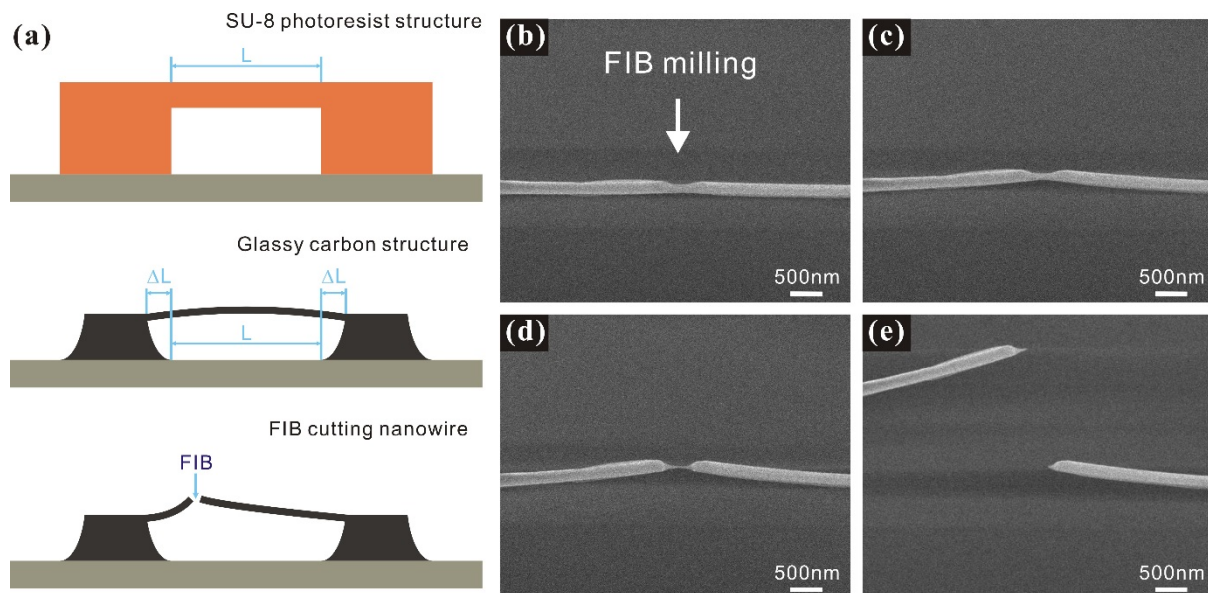 (a)
SU-8 photoresist structure
L
Glassy carbon structure
ΔL
ΔL
L
FIB cutting nanowire
FIB
(b)
FIB milling
500nm
(c)
500nm
(d)
500nm
(e)
500nm